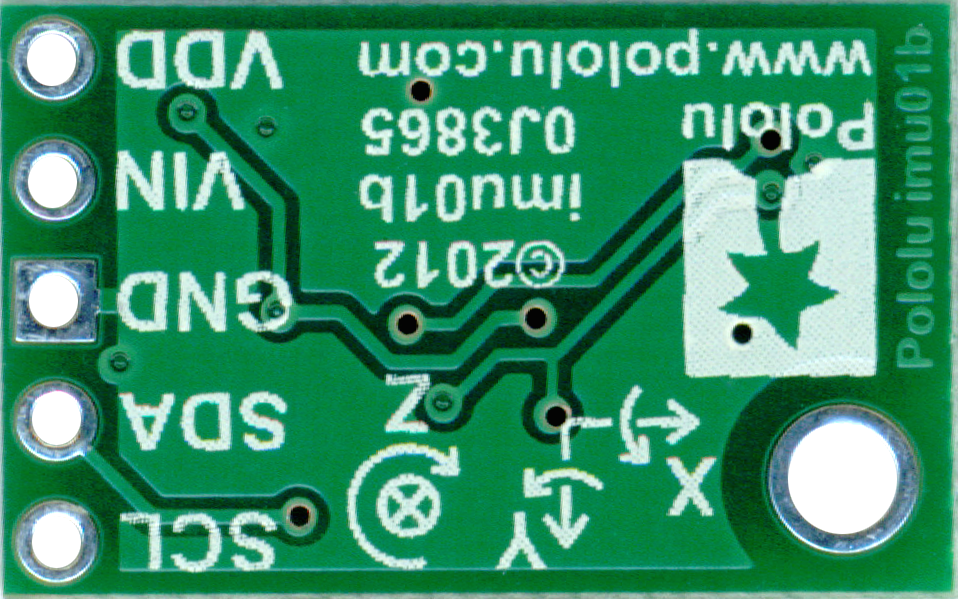 SCL
SDA
GND
VIN
VDD
X
Y
Z
©2012
imu01b
0J3865
Pololu
www.pololu.com
Pololu imu01b